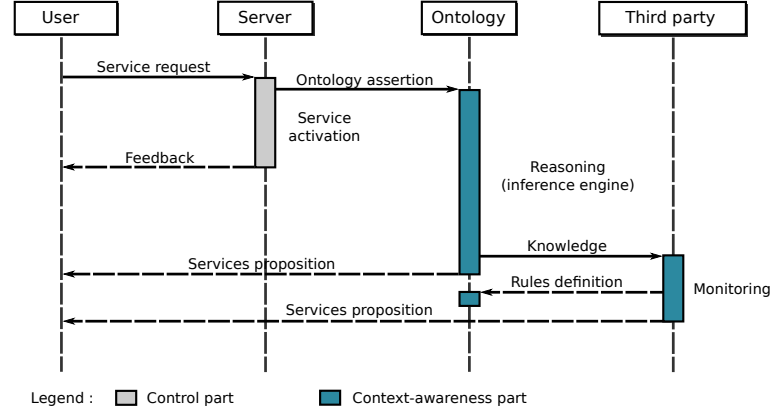 User
Server
Ontology
Third party
Service request
Ontology assertion
Service
activation
Feedback
Reasoning
(inference engine)
Knowledge
Services proposition
Rules definition
Monitoring
Services proposition
Legend :
Control part
Context-awareness part